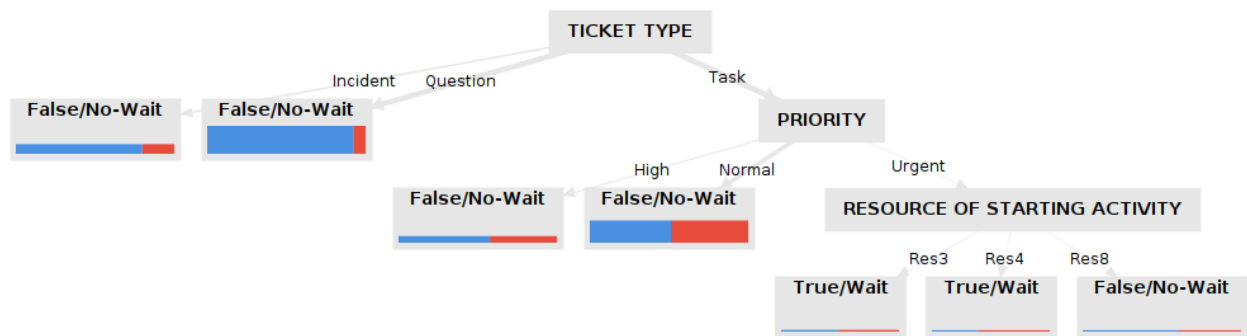 TICKET TYPE
Incident
Question
Task
False/No-Wait
False/No-Wait
PRIORITY
High
Normal
Urgent
False/No-Wait
False/No-Wait
RESOURCE OF STARTING ACTIVITY
Res3
Res4
Res8
True/Wait
True/Wait
False/No-Wait